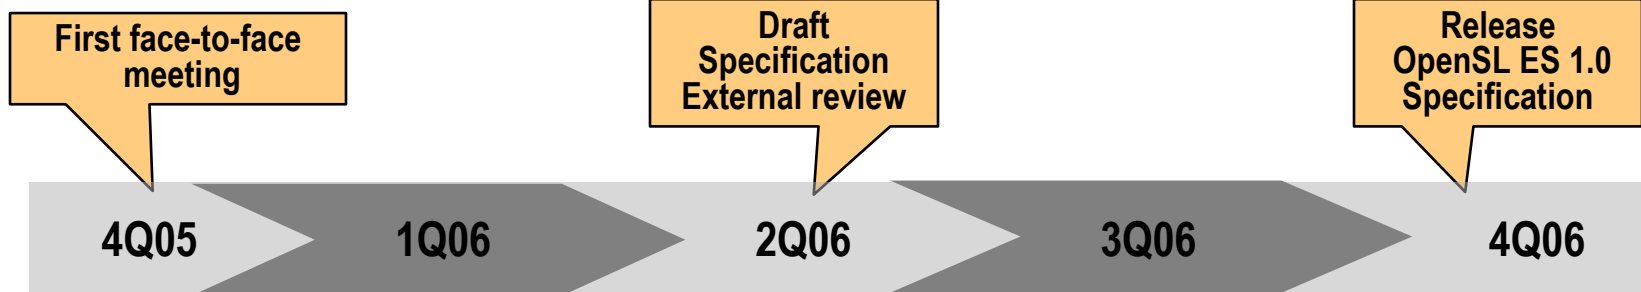 First face-to-face
meeting
Draft
Specification
External review
Release
OpenSL ES 1.0
Specification
4Q05
1Q06
2Q06
3Q06
4Q06